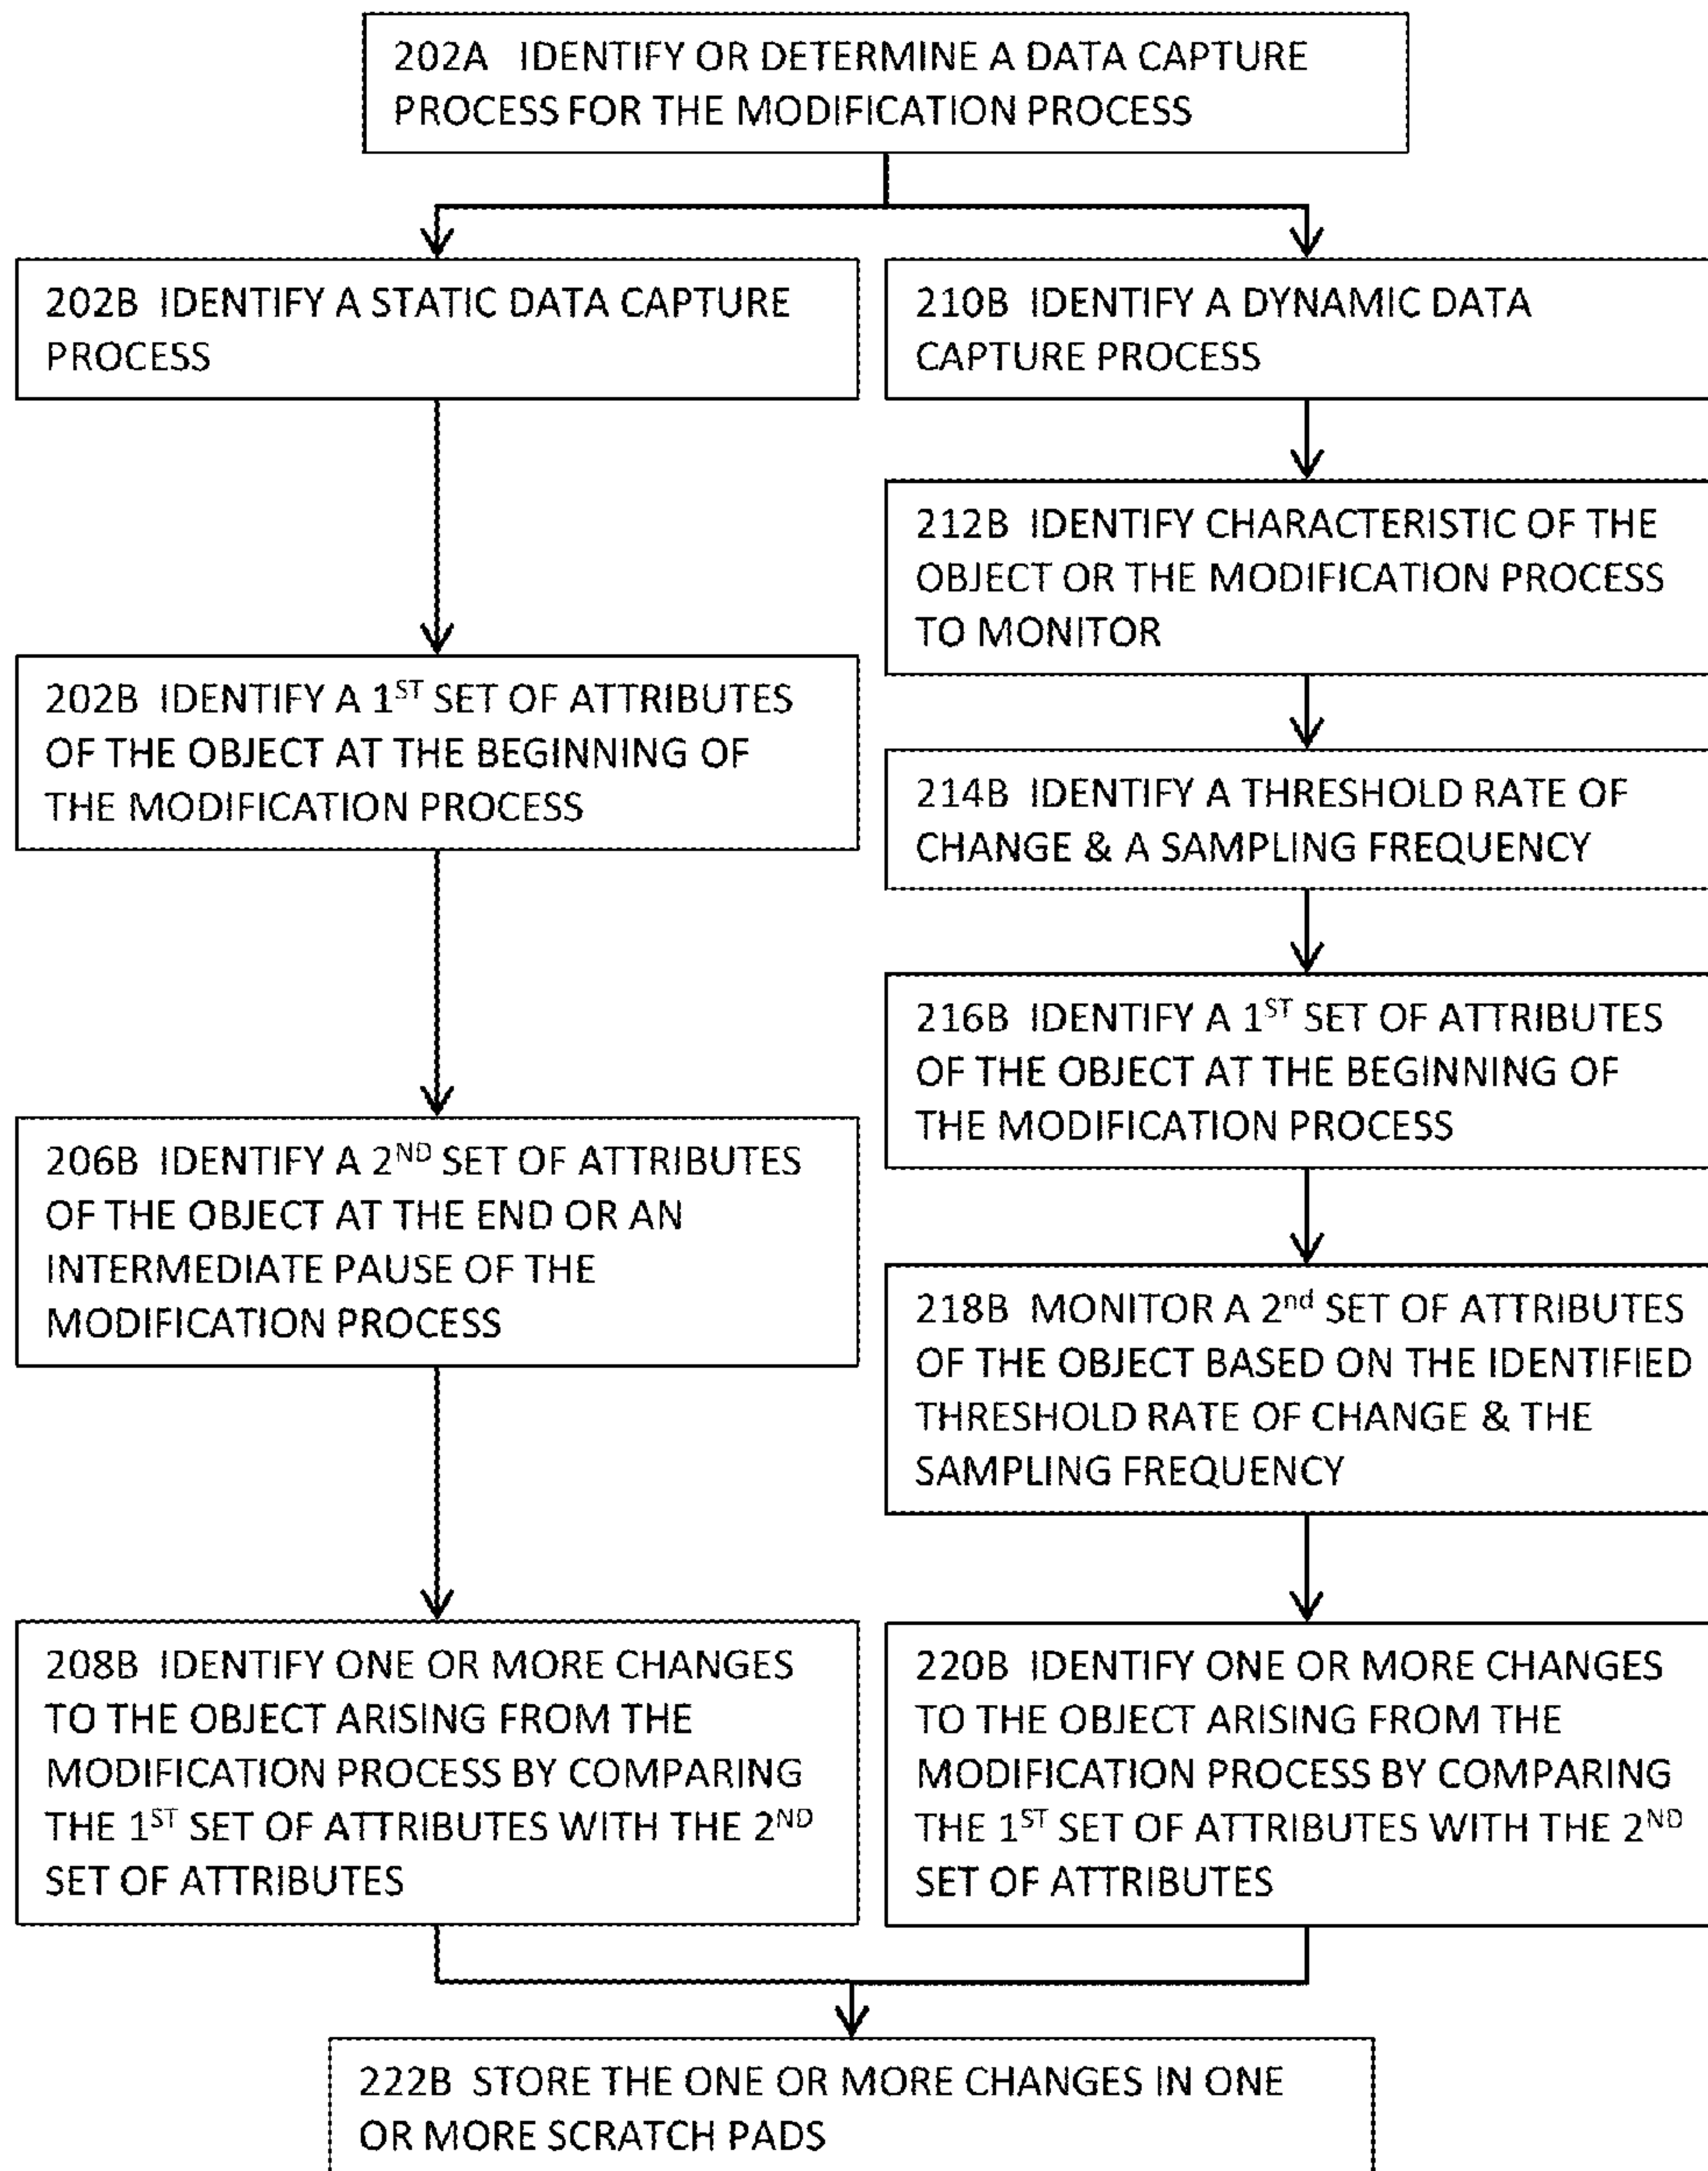 202A IDENTIFY OR DETERMINE A DATA CAPTURE
PROCESS FOR THE MODIFICATION PROCESS
202B IDENTIFY A STATIC DATA CAPTURE
PROCESS
202B IDENTIFY A 1ST SET OF ATTRIBUTES
OF THE OBJECT AT THE BEGINNING OF
THE MODIFICATION PROCESS
206B IDENTIFY A 2ND SET OF ATTRIBUTES
OF THE OBJECT AT THE END OR AN
INTERMEDIATE PAUSE OF THE
MODIFICATION PROCESS
208B IDENTIFY ONE OR MORE CHANGES
TO THE OBJECT ARISING FROM THE
MODIFICATION PROCESS BY COMPARING
THE 1ST SET OF ATTRIBUTES WITH THE 2ND
SET OF ATTRIBUTES
210B IDENTIFY A DYNAMIC DATA
CAPTURE PROCESS
212B IDENTIFY CHARACTERISTIC OF THE
OBJECT OR THE MODIFICATION PROCESS
TO MONITOR
214B IDENTIFY A THRESHOLD RATE OF
CHANGE & A SAMPLING FREQUENCY
216B IDENTIFY A 1ST SET OF ATTRIBUTES
OF THE OBJECT AT THE BEGINNING OF
THE MODIFICATION PROCESS
218B MONITOR A 2nd SET OF ATTRIBUTES
OF THE OBJECT BASED ON THE IDENTIFIED
THRESHOLD RATE OF CHANGE & THE
SAMPLING FREQUENCY
220B IDENTIFY ONE OR MORE CHANGES
TO THE OBJECT ARISING FROM THE
MODIFICATION PROCESS BY COMPARING
THE 1ST SET OF ATTRIBUTES WITH THE 2ND
SET OF ATTRIBUTES
222B STORE THE ONE OR MORE CHANGES IN ONE
OR MORE SCRATCH PADS